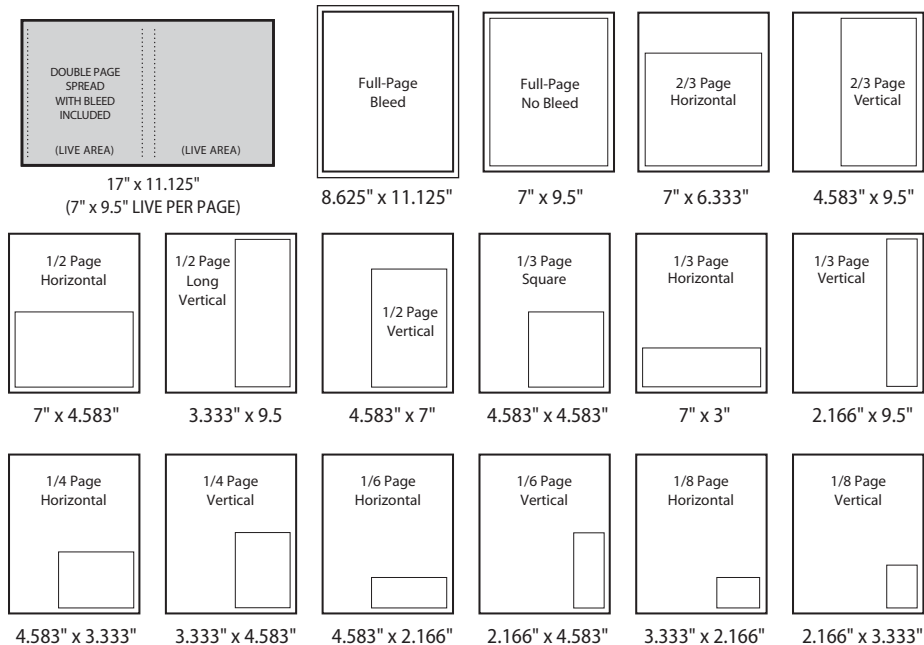 DOUBLE PAGE
SPREAD
WITH BLEED
INCLUDED
(LIVE AREA)
(LIVE AREA)
17" x 11.125"
(7" x 9.5" LIVE PER PAGE)
Full-Page
Bleed
8.625" x 11.125"
Full-Page
No Bleed
7" x 9.5"
2/3 Page
Horizontal
7" x 6.333"
2/3 Page
Vertical
4.583" x 9.5"
1/2 Page
Horizontal
7" x 4.583"
1/2 Page
Long
Vertical
3.333" x 9.5
1/2 Page
Vertical
4.583" x 7"
1/3 Page
Square
4.583" x 4.583"
1/3 Page
Horizontal
7" x 3"
1/3 Page
Vertical
2.166" x 9.5"
1/4 Page
Horizontal
4.583" x 3.333"
1/4 Page
Vertical
3.333" x 4.583"
1/6 Page
Horizontal
4.583" x 2.166"
1/6 Page
Vertical
2.166" x 4.583"
1/8 Page
Horizontal
3.333" x 2.166"
1/8 Page
Vertical
2.166" x 3.333"